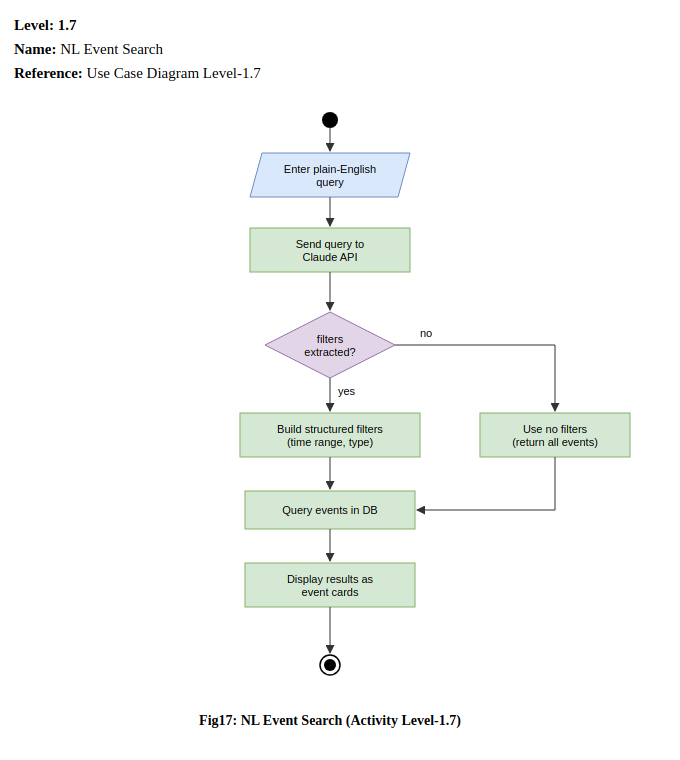 Level: 1.7
Name: NL Event Search
Reference: Use Case Diagram Level-1.7
Enter plain-English
query
Send query to
Claude API
filters
extracted?
no
yes
Build structured filters
(time range, type)
Use no filters
(return all events)
Query events in DB
Display results as
event cards
Fig17: NL Event Search (Activity Level-1.7)